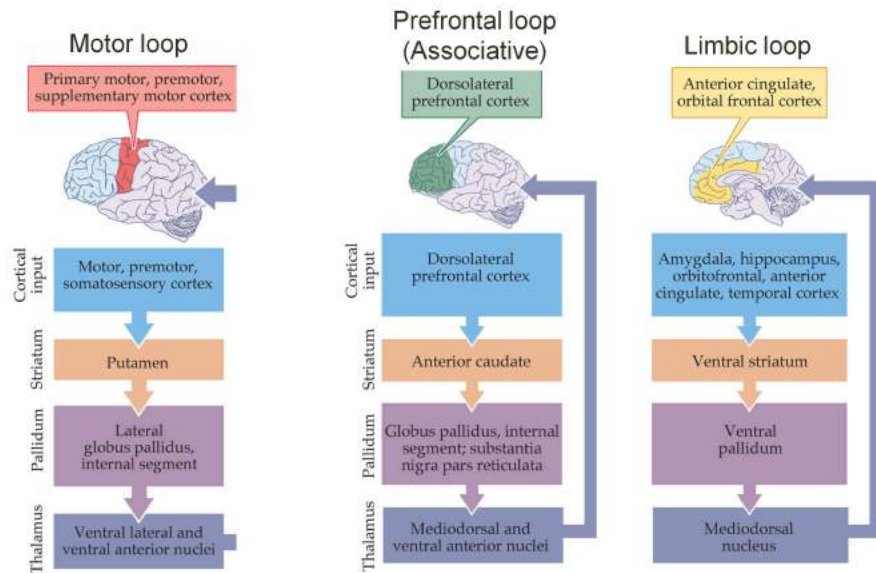 Motor loop
Primary motor, premotor,
supplementary motor cortex
Cortical
input
Motor, premotor,
somatosensory cortex
Striatum
Putamen
Pallidum
Lateral
globus pallidus,
internal segment
Thalamus
Ventral lateral and
ventral anterior nuclei
Prefrontal loop
(Associative)
Dorsolateral
prefrontal cortex
Cortical
input
Dorsolateral
prefrontal cortex
Striatum
Anterior caudate
Pallidum
Globus pallidus, internal
segment; substantia
nigra pars reticulata
Thalamus
Mediodorsal and
ventral anterior nuclei
Limbic loop
Anterior cingulate,
orbital frontal cortex
Amygdala, hippocampus,
orbitofrontal, anterior
cingulate, temporal cortex
Ventral striatum
Ventral
pallidum
Mediodorsal
nucleus